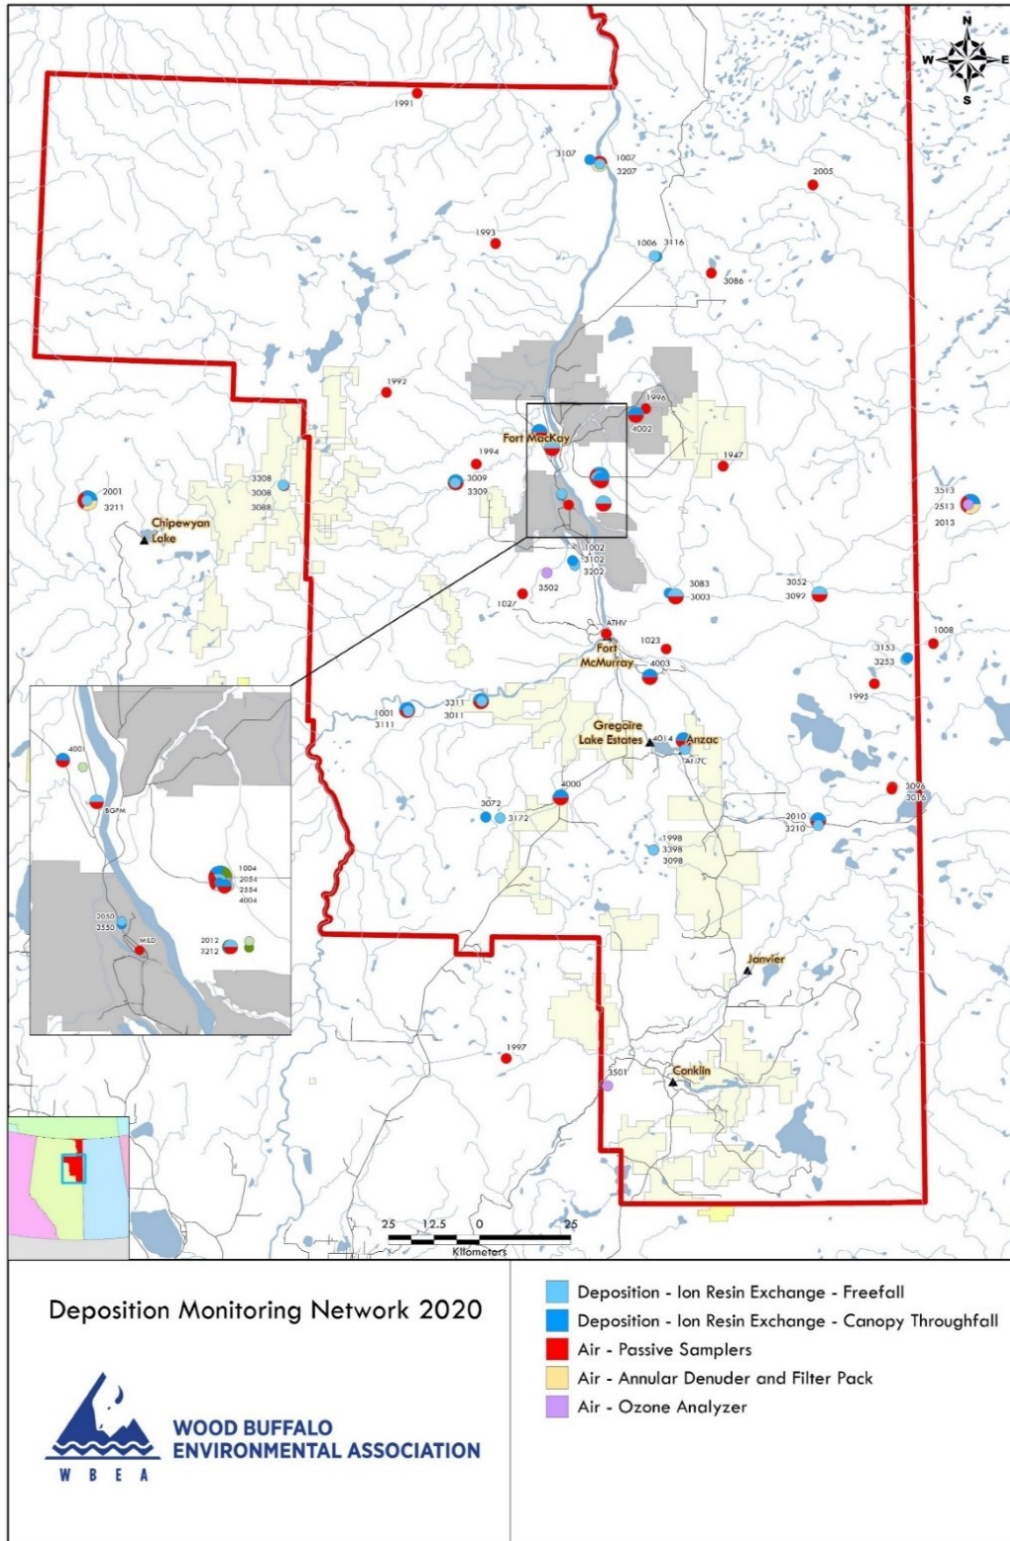 N
W E
S
1991
3107
1007
3207
2005
1993
1006 3116
3086
1992
1996
4002
Fort MacKay
1994
1947
3009
3309
3308
3008
3088
2001
3211
Chipewyan
Lake
3513
2513
2013
1002
3102
3202
3502
3083
3003
3052
3092
ATHV
1023
Fort
McMurray
4003
1008
3153
3253
1995
3311
3011
1001
3111
Gregoire
Lake Estates
4014
Anzac
4000
3096
3016
3072
3172
2010
3210
1998
3398
3098
4001
BGPM
1004
2054
2554
4004
2050
3550
MILD
2012
3212
Janvier
1997
3501
Conklin
25 12.5 0 25
Kilometers
Deposition Monitoring Network 2020
WBEA
WOOD BUFFALO
ENVIRONMENTAL ASSOCIATION
Deposition - Ion Resin Exchange - Freefall
Deposition - Ion Resin Exchange - Canopy Throughfall
Air - Passive Samplers
Air - Annular Denuder and Filter Pack
Air - Ozone Analyzer